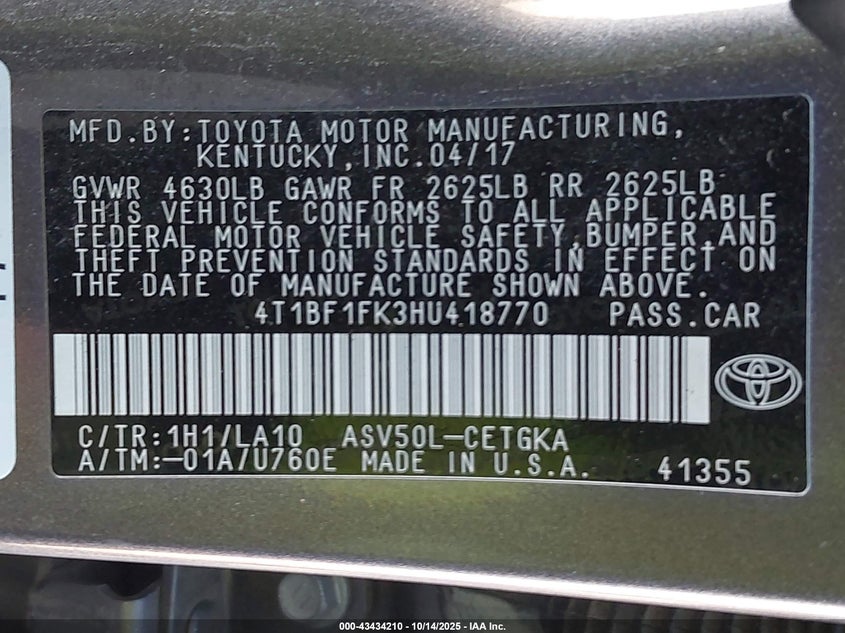 MFD.BY:TOYOTA MOTOR MANUFACTURING,
KENTUCKY,INC.04/17
GVWR 4630LB GAWR FR 2625LB RR 2625LB
THIS VEHICLE CONFORMS TO ALL APPLICABLE
FEDERAL MOTOR VEHICLE SAFETY,BUMPER,AND
THEFT PREVENTION STANDARDS IN EFFECT ON
THE DATE OF MANUFACTURE SHOWN ABOVE.
4T1BF1FK3HU418770 PASS.CAR
C/TR:1H1/LA10 ASV50L-CETGKA
A/TM:-01A/U760E MADE IN U.S.A. 41355
000-43434210 - 10/14/2025 - IAA Inc.